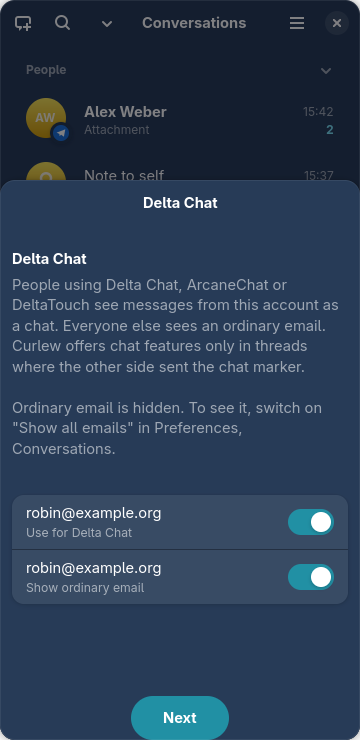 Conversations
People
AW
Alex Weber
15:42
Attachment
2
Note to self
15:37
Delta Chat
Delta Chat
People using Delta Chat, ArcaneChat or
DeltaTouch see messages from this account as
a chat. Everyone else sees an ordinary email.
Curlew offers chat features only in threads
where the other side sent the chat marker.
Ordinary email is hidden. To see it, switch on
"Show all emails" in Preferences,
Conversations.
robin@example.org
Use for Delta Chat
robin@example.org
Show ordinary email
Next